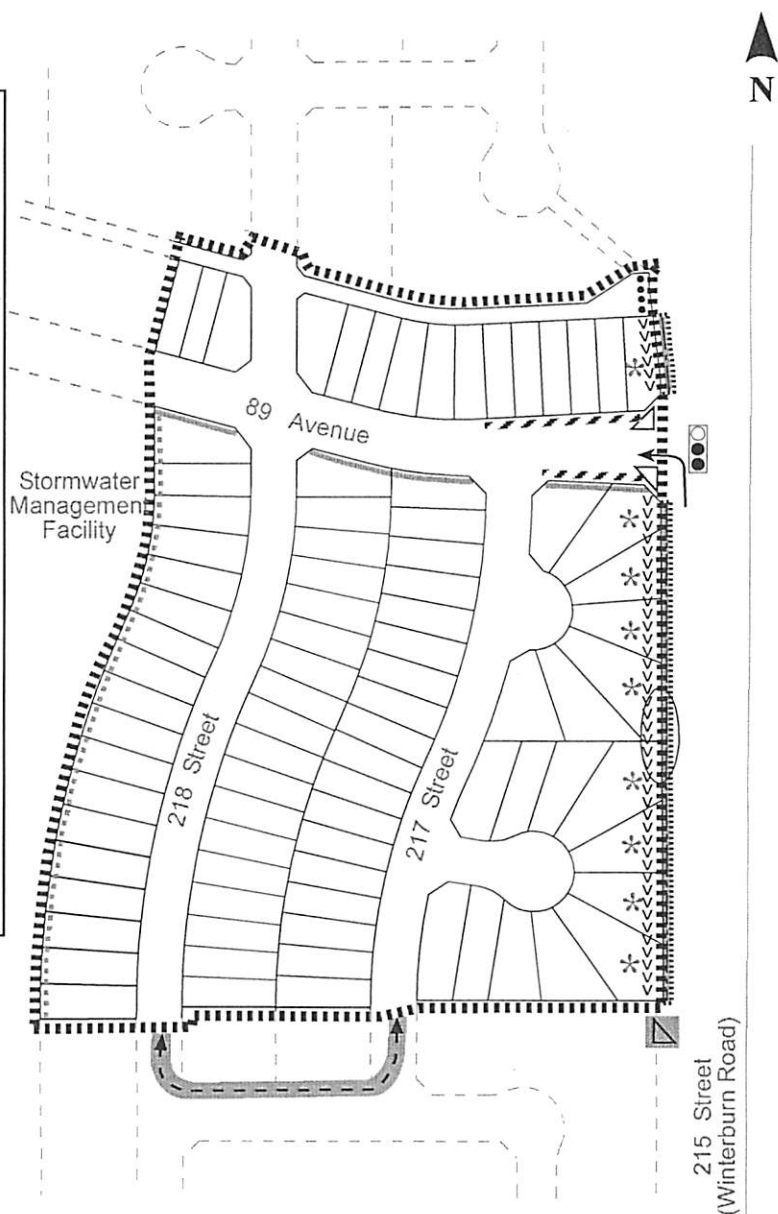 N
89 Avenue
Stormwater
Management
Facility
218 Street
217 Street
215 Street
(Winterburn Road)